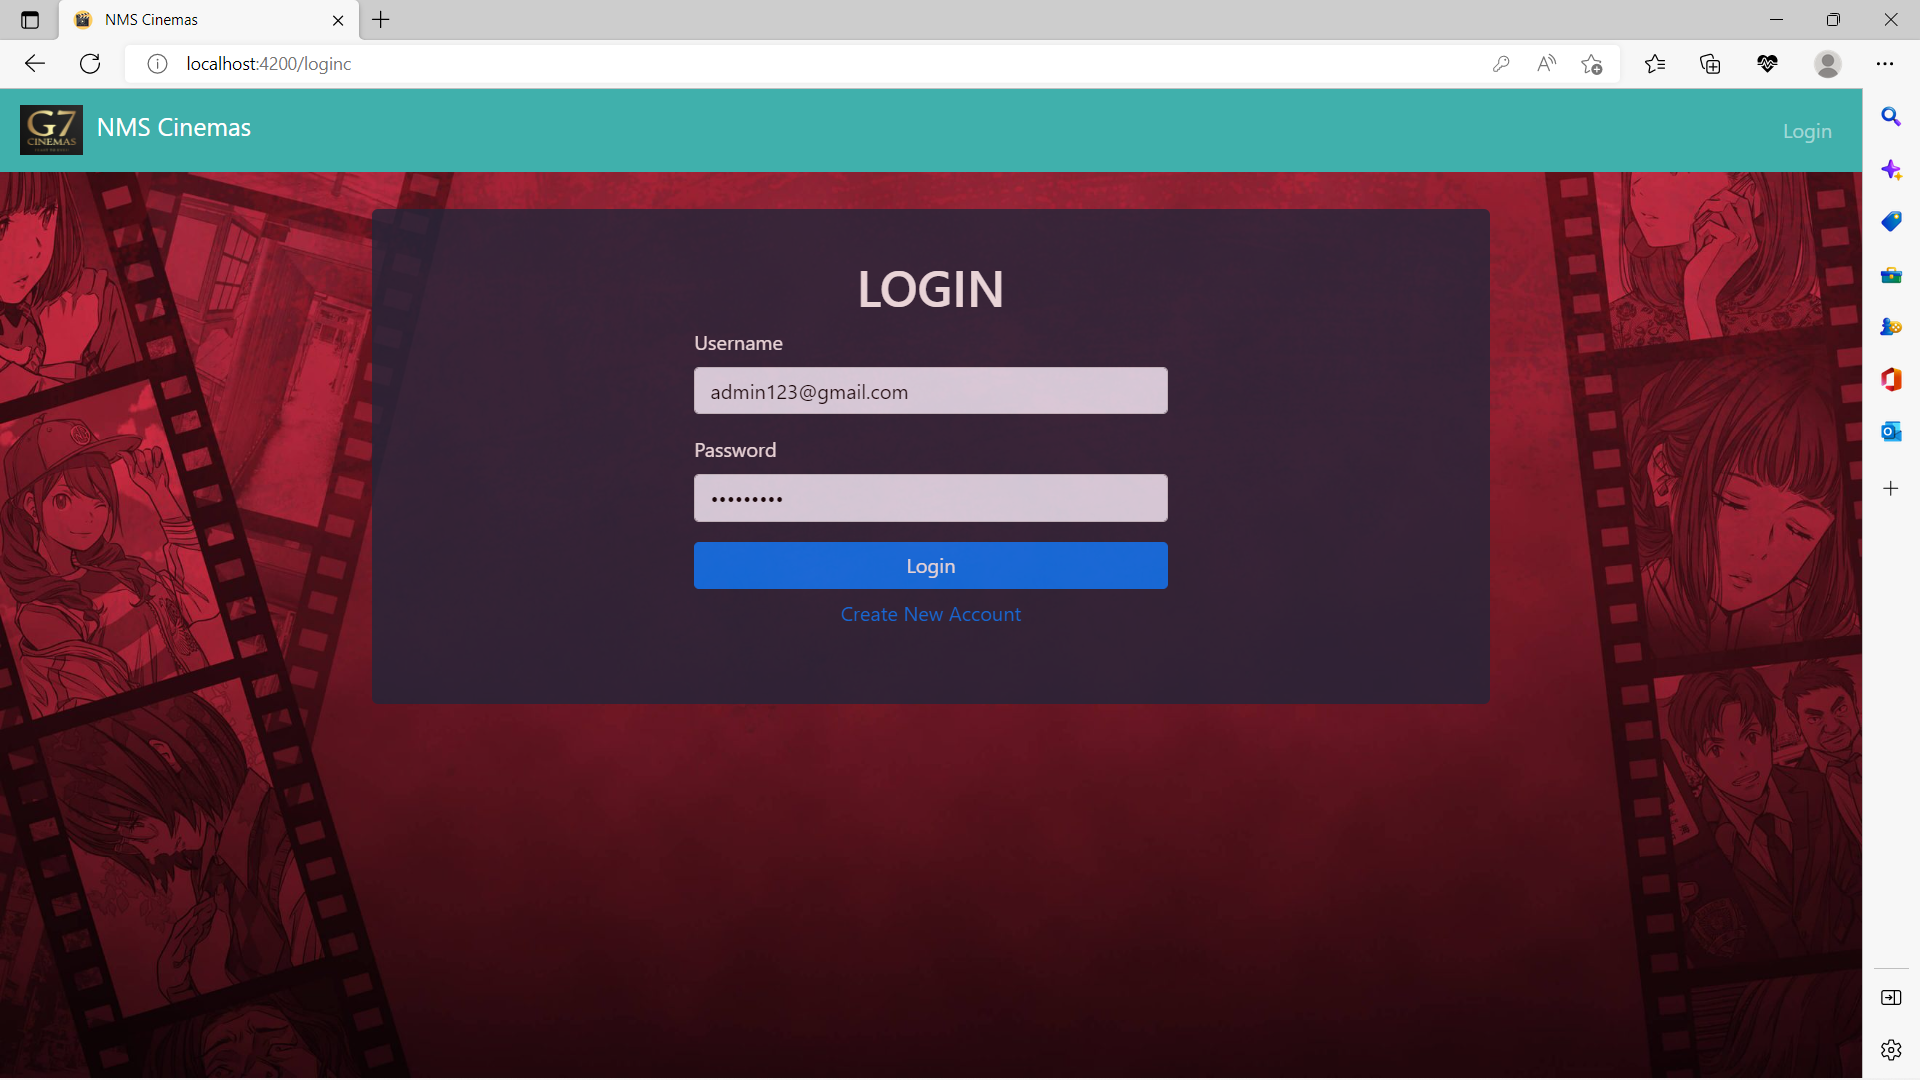 NMS Cinemas
localhost:4200/loginc
G7
CINEMAS
NMS Cinemas
Login
LOGIN
Username
admin123@gmail.com
Password
•••••••••
Login
Create New Account